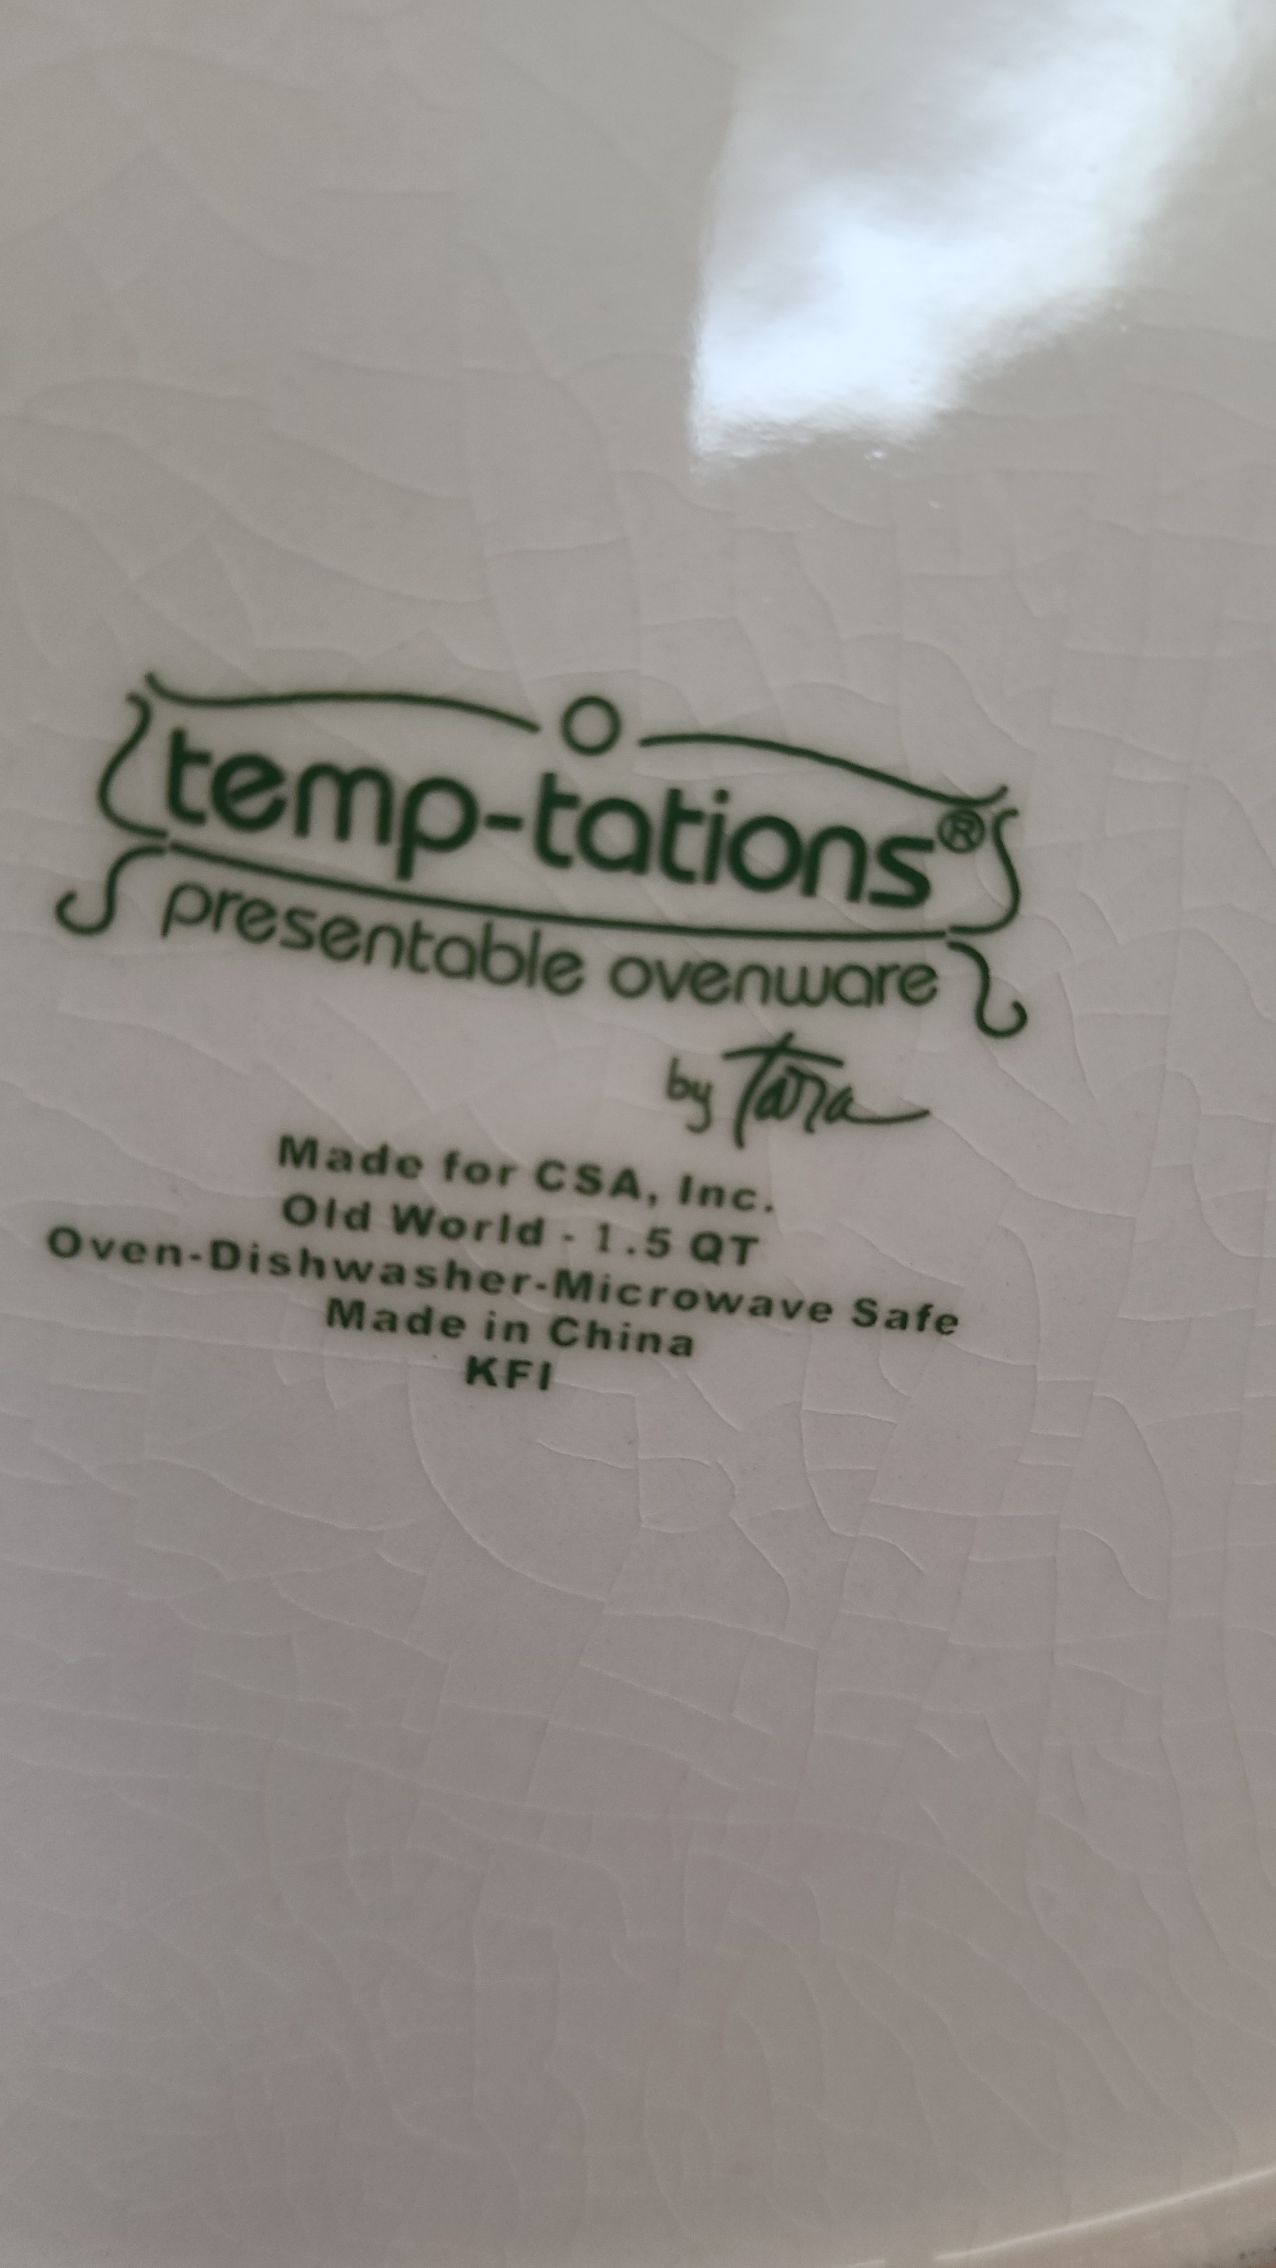 temp-tations®
presentable ovenware
by Tara
Made for CSA, Inc.
Old World - 1.5 QT
Oven-Dishwasher-Microwave Safe
Made in China
KFI